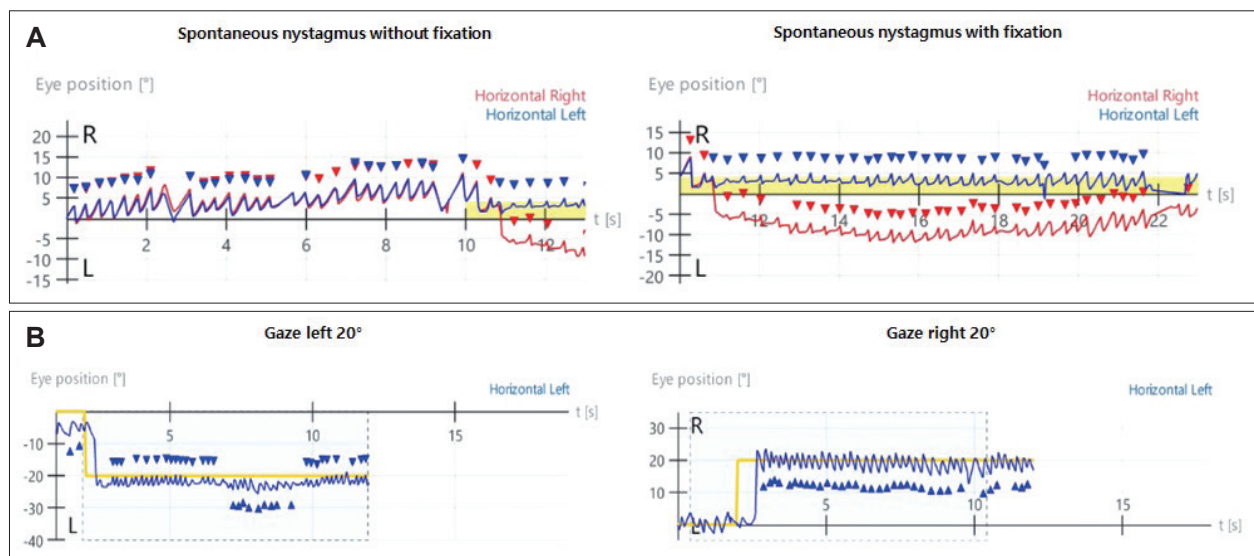 A
Spontaneous nystagmus without fixation
Spontaneous nystagmus with fixation
Eye position [°]
Eye position [°]
Horizontal Right
Horizontal Left
Horizontal Right
Horizontal Left
20
15
10
5
-5
-10
-15
R
L
2
4
6
8
10
12
t [s]
15
10
5
-5
-10
-15
-20
R
L
12
14
16
18
20
22
t [s]
B
Gaze left 20°
Gaze right 20°
Eye position [°]
Eye position [°]
Horizontal Left
Horizontal Left
-10
-20
-30
-40
L
5
10
15
t [s]
30
20
10
R
L
5
10
15
t [s]